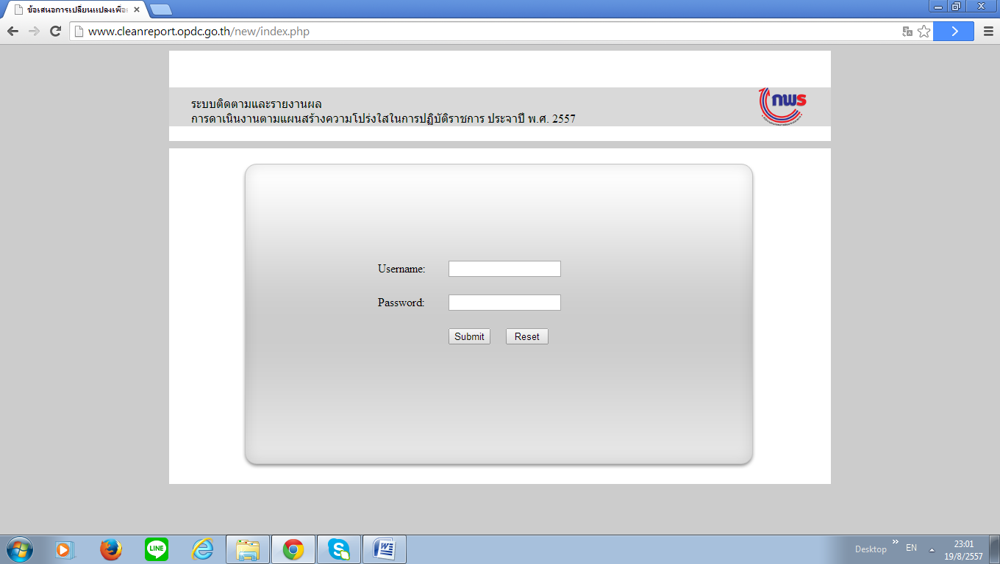 ข้อเสนอการเปลี่ยนแปลงเพื่อ
www.cleanreport.opdc.go.th/new/index.php
ระบบติดตามและรายงานผล
การดาเนินงานตามแผนสร้างความโปร่งใสในการปฏิบัติราชการ ประจาปี พ.ศ. 2557
กพร
Username:
Password:
Submit Reset
LINE
Desktop
EN
23:01
19/8/2557